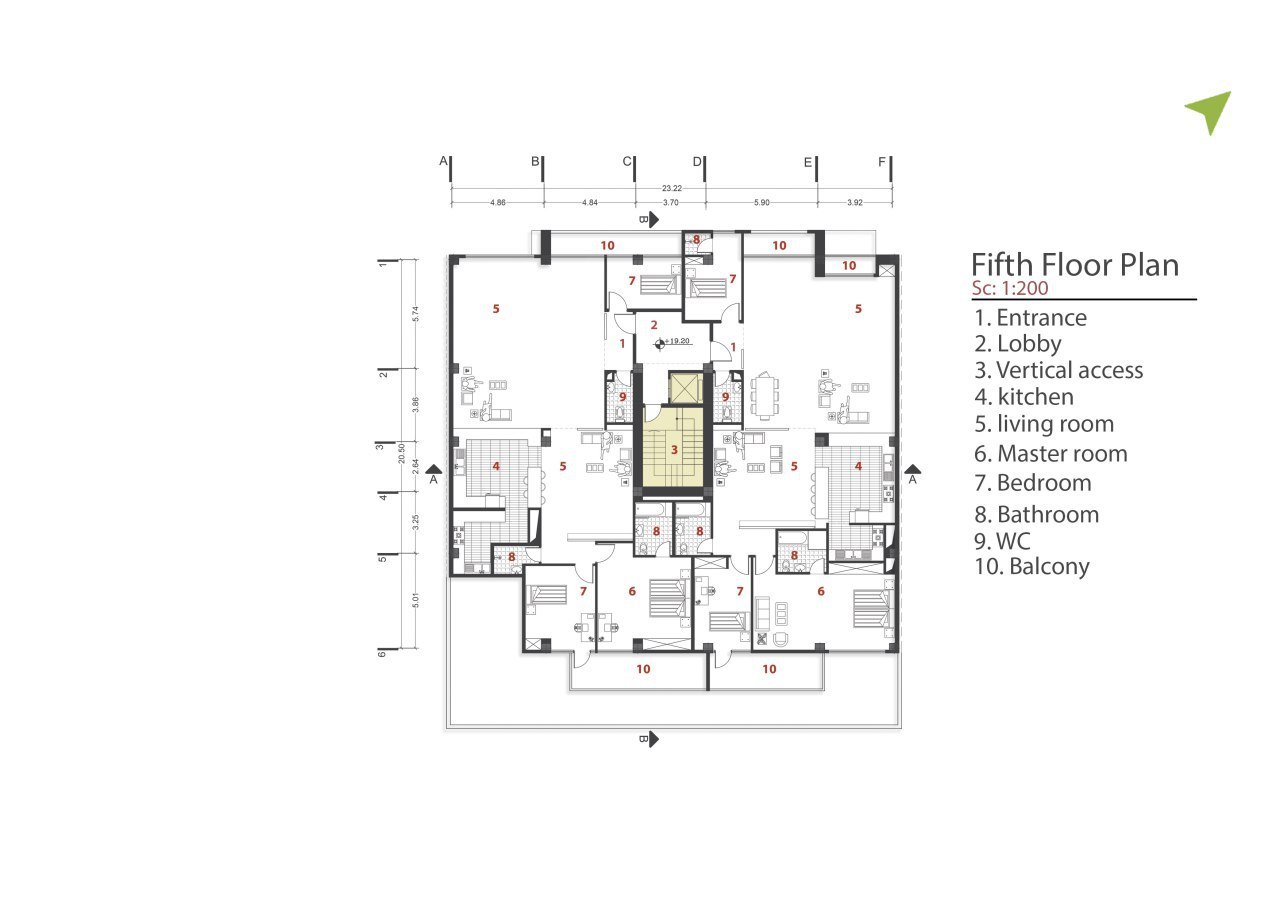 A B C D E F
23.22
4.86 4.84 3.70 5.90 3.92
B
10 8 10
10
1
7 7
5 5
5.74
2
1 1
+19.20
2
9 9
3.86
3
20.50
3
4 5 5 4
2.64
A A
4
8 8
3.25
8 8
5
7 6 7 6
5.01
6
10 10
B
Fifth Floor Plan
Sc: 1:200
1. Entrance
2. Lobby
3. Vertical access
4. kitchen
5. living room
6. Master room
7. Bedroom
8. Bathroom
9. WC
10. Balcony